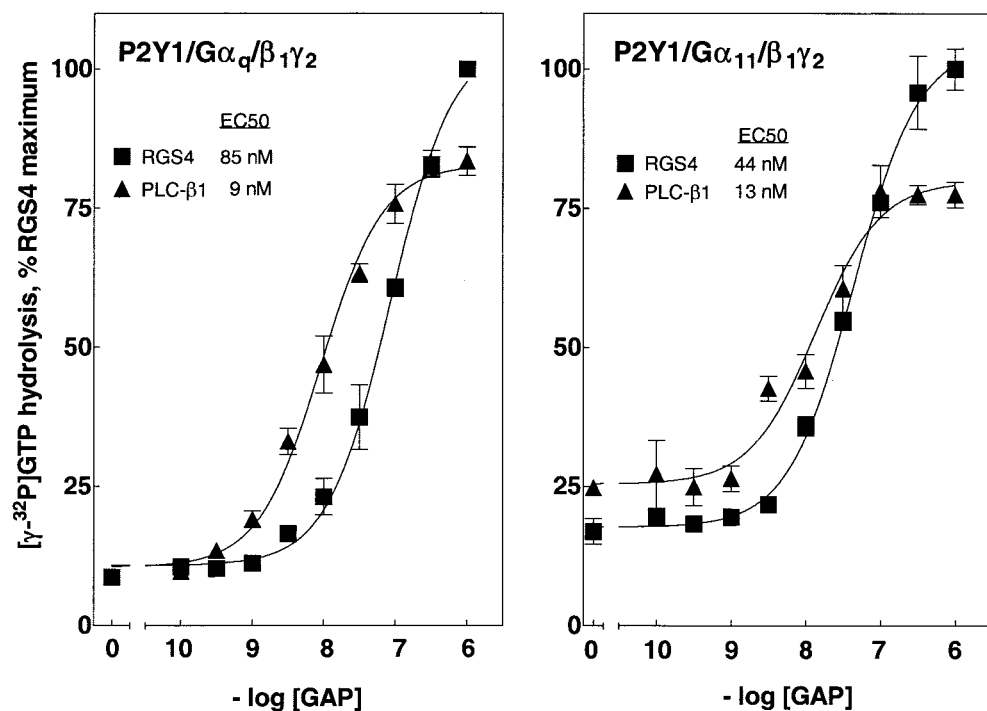 [γ-³²P]GTP hydrolysis, % RGS4 maximum
P2Y1/Gαq/β₁γ₂
EC50
RGS4 85 nM
PLC-β1 9 nM
100
75
50
25
0
0 10 9 8 7 6
- log [GAP]
P2Y1/Gα₁₁/β₁γ₂
EC50
RGS4 44 nM
PLC-β1 13 nM
100
75
50
25
0
0 10 9 8 7 6
- log [GAP]